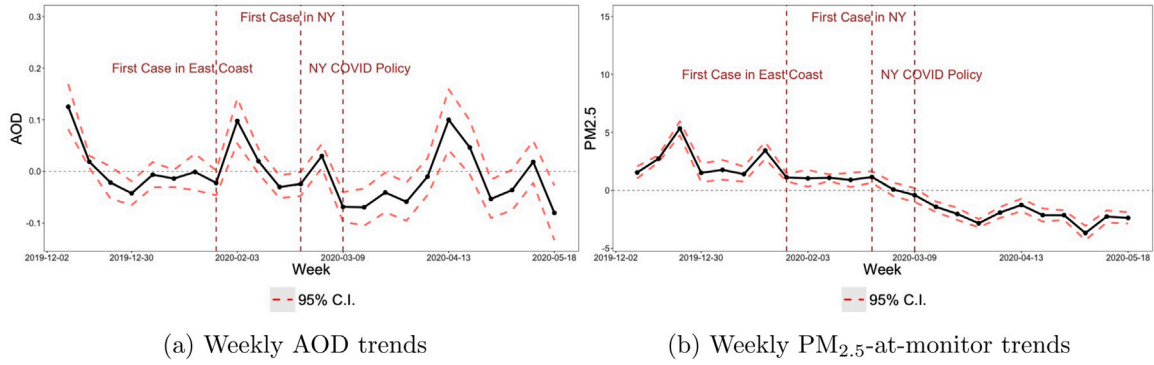 0.3
First Case in NY
0.2
First Case in East Coast
NY COVID Policy
0.1
0.0
-0.1
AOD
2019-12-02
2019-12-30
2020-02-03
2020-03-09
2020-04-13
2020-05-18
Week
95% C.I.
(a) Weekly AOD trends
15
First Case in NY
10
First Case in East Coast
NY COVID Policy
5
0
-5
PM2.5
2019-12-02
2019-12-30
2020-02-03
2020-03-09
2020-04-13
2020-05-18
Week
95% C.I.
(b) Weekly PM₂.₅-at-monitor trends